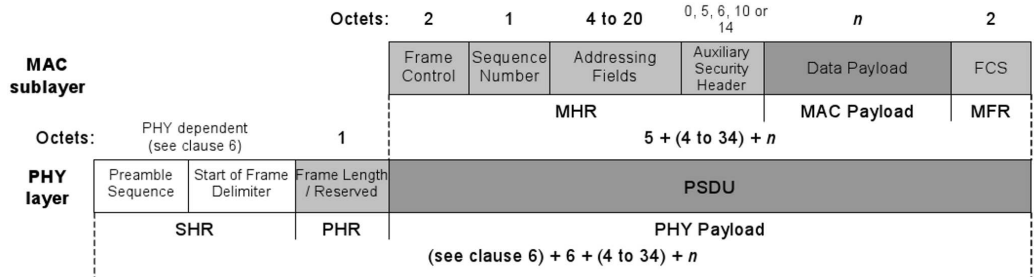 Octets: 2 1 4 to 20 0, 5, 6, 10 or 14 n 2
MAC sublayer
Frame Control
Sequence Number
Addressing Fields
Auxiliary Security Header
Data Payload
FCS
MHR MAC Payload MFR
Octets: PHY dependent (see clause 6) 1 5 + (4 to 34) + n
PHY layer
Preamble Sequence
Start of Frame Delimiter
Frame Length / Reserved
PSDU
SHR PHR PHY Payload
(see clause 6) + 6 + (4 to 34) + n